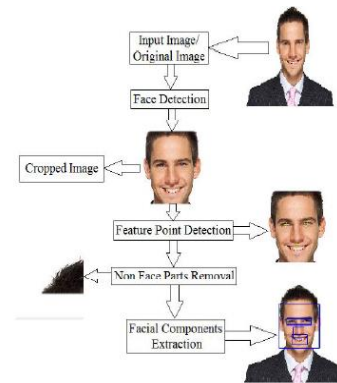 Input Image/
Original Image
Face Detection
Cropped Image
Feature Point Detection
Non Face Parts Removal
Facial Components
Extraction